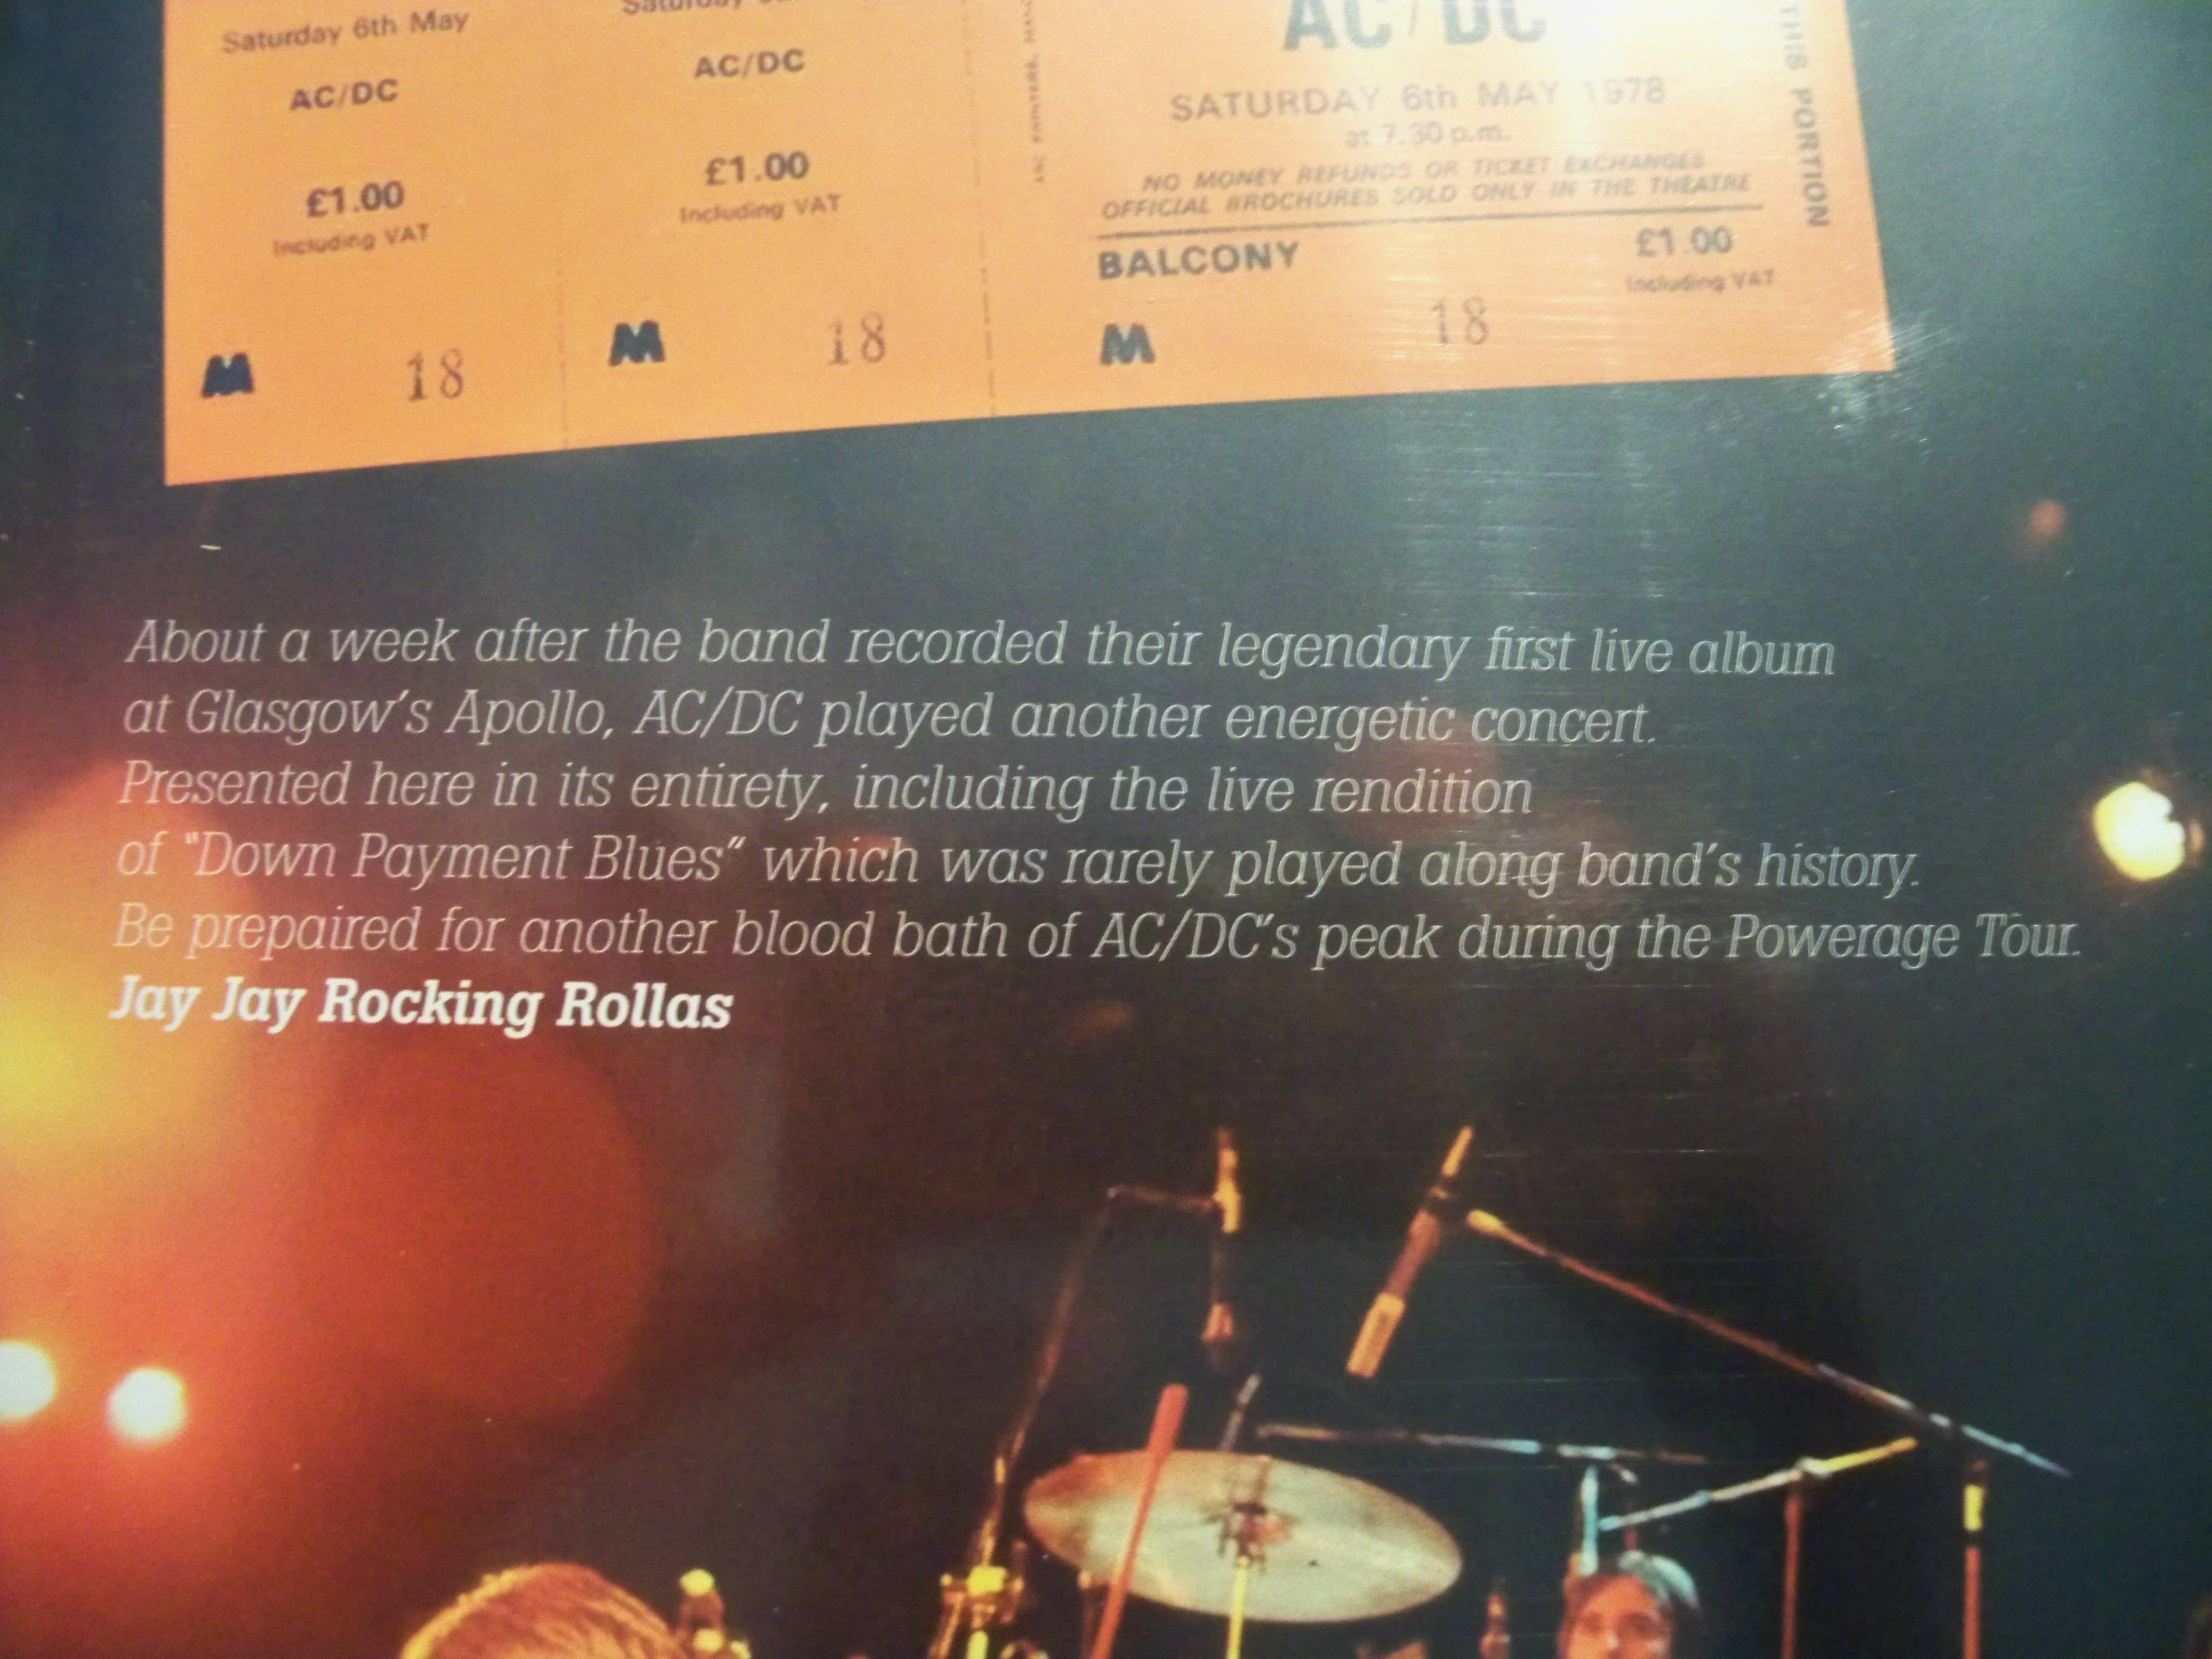 Saturday 6th May
AC/DC
£1.00
Including VAT
18
Saturday
AC/DC
£1.00
Including VAT
18
AC/DC
SATURDAY 6th MAY 1978
at 7.30 p.m.
NO MONEY REFUNDS OR TICKET EXCHANGES
OFFICIAL BROCHURES SOLD ONLY IN THE THEATRE
BALCONY
£1.00
Including VAT
18
THIS PORTION
About a week after the band recorded their legendary first live album
at Glasgow's Apollo, AC/DC played another energetic concert.
Presented here in its entirety, including the live rendition
of "Down Payment Blues" which was rarely played along band's history.
Be prepaired for another blood bath of AC/DC's peak during the Powerage Tour.
Jay Jay Rocking Rollas